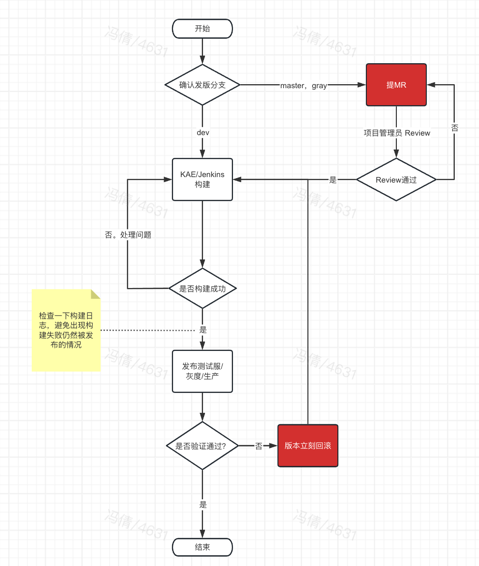 开始
确认发版分支
master，gray
提MR
dev
项目管理员 Review
否
KAE/Jenkins
构建
是
Review通过
否，处理问题
是否构建成功
检查一下构建日
志，避免出现构
建失败仍然被发
布的情况
是
发布测试服/
灰度/生产
是否验证通过?
否
版本立刻回滚
是
结束
冯倩/4631
冯倩/4631
冯倩/4631
冯倩/4631
冯倩/4631
冯倩/4631
冯倩/4631
冯倩/4631